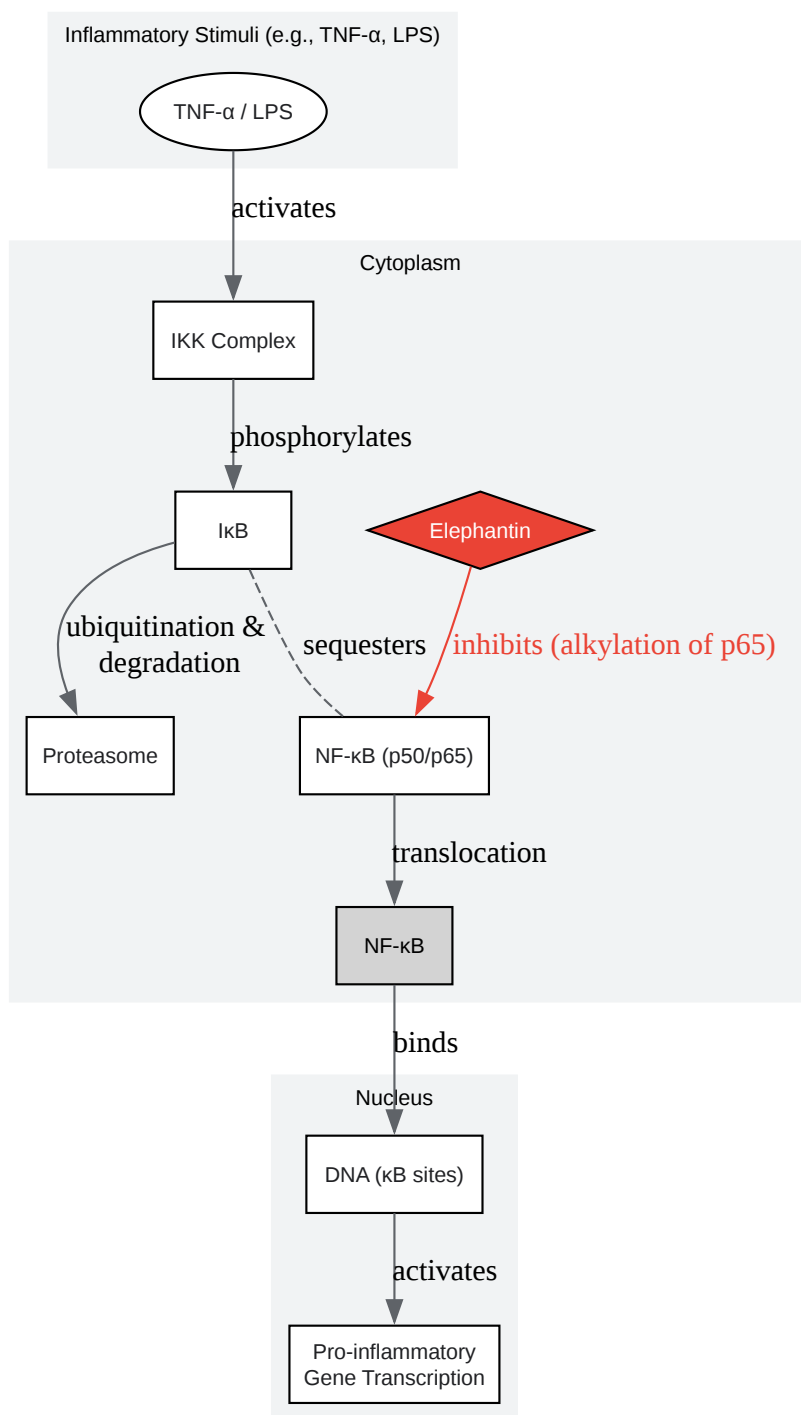 Inflammatory Stimuli (e.g., TNF-α, LPS)
TNF-α / LPS
activates
Cytoplasm
IKK Complex
phosphorylates
IκB
Elephantin
ubiquitination &
degradation
sequesters
inhibits (alkylation of p65)
Proteasome
NF-κB (p50/p65)
translocation
NF-κB
binds
Nucleus
DNA (κB sites)
activates
Pro-inflammatory
Gene Transcription